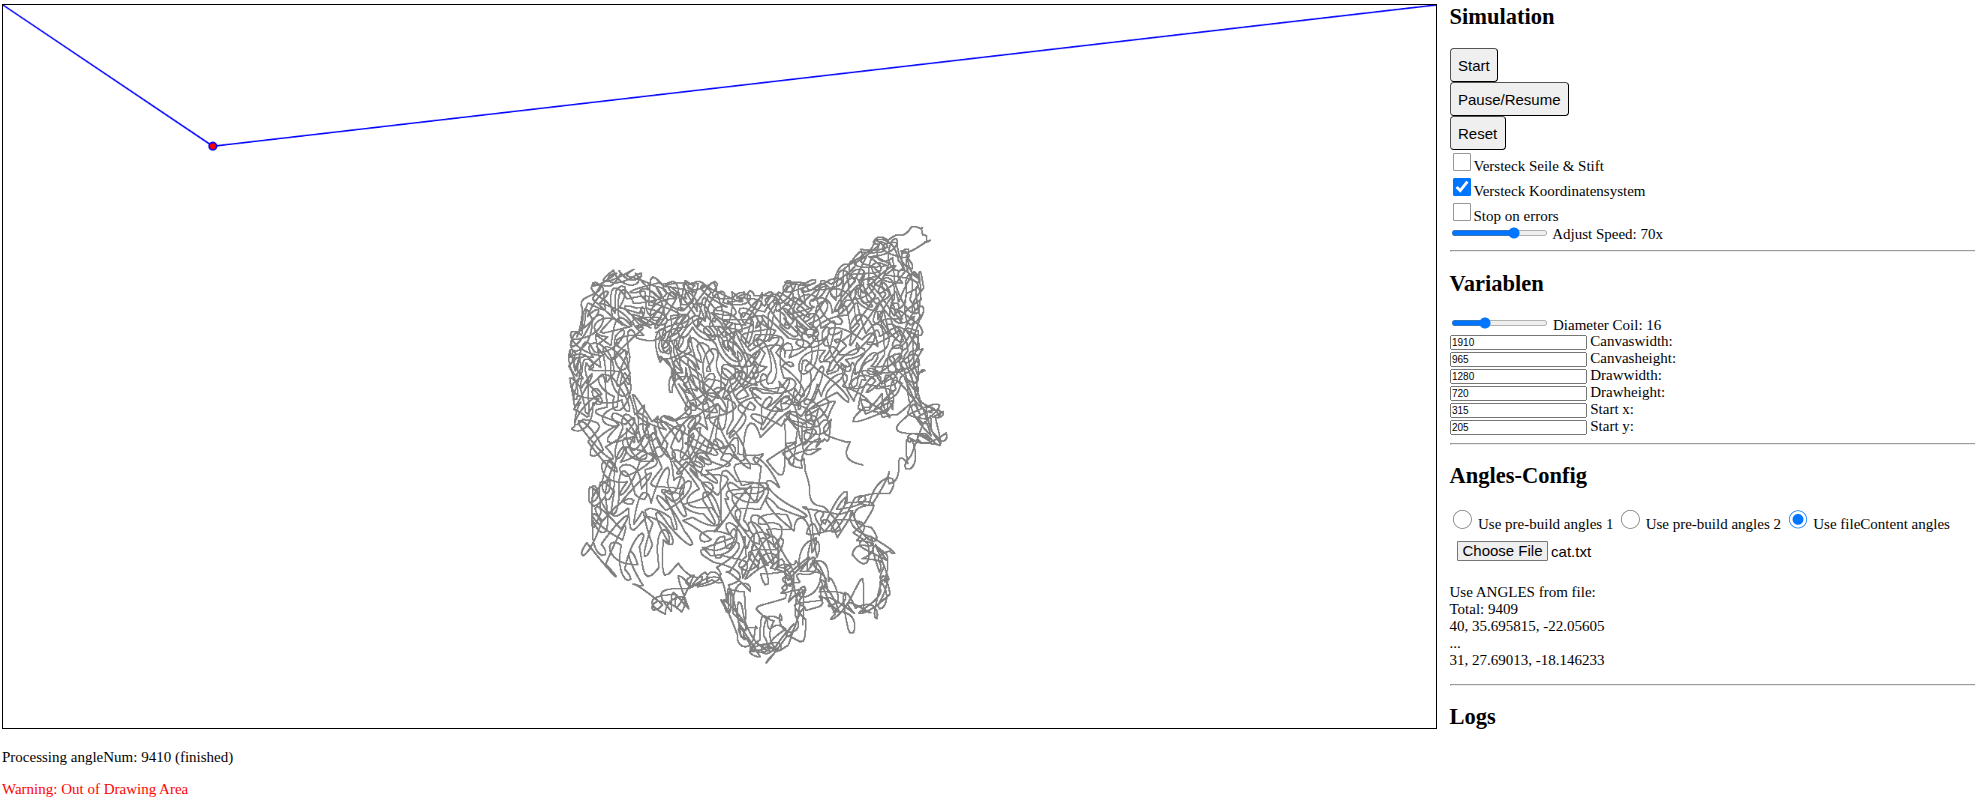 Simulation
Start
Pause/Resume
Reset
Versteck Seile & Stift
Versteck Koordinatensystem
Stop on errors
Adjust Speed: 70x
Variablen
Diameter Coil: 16
1910 Canvaswidth:
965 Canvasheight:
1280 Drawwidth:
720 Drawheight:
315 Start x:
205 Start y:
Angles-Config
Use pre-build angles 1 Use pre-build angles 2 Use fileContent angles
Choose File cat.txt
Use ANGLES from file:
Total: 9409
40, 35.695815, -22.05605
...
31, 27.69013, -18.146233
Logs
Processing angleNum: 9410 (finished)
Warning: Out of Drawing Area